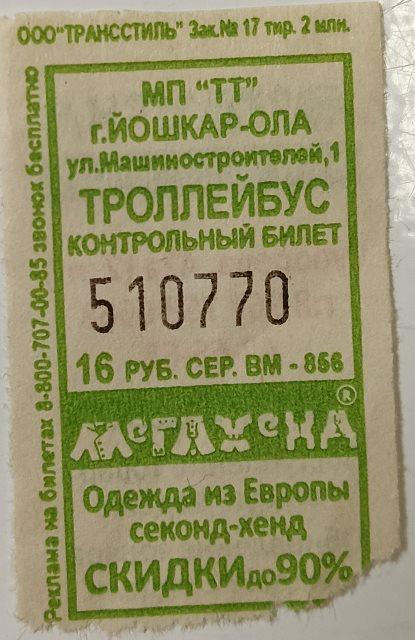 ООО"ТРАНССТИЛЬ" Зак.№ 17 тир. 2 млн.
Реклама на билетах 8-800-707-00-85 звонок бесплатно
МП "ТТ"
г.ЙОШКАР-ОЛА
ул.Машиностроителей,1
ТРОЛЛЕЙБУС
КОНТРОЛЬНЫЙ БИЛЕТ
510770
16 РУБ. СЕР. ВМ - 856
МЕГАХЕНД ®
Одежда из Европы
секонд-хенд
СКИДКИ до 90%